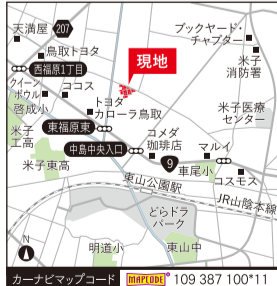 天満屋
207
ブックヤード・
チャプター
鳥取トヨタ
現地
米子
消防署
西福原1丁目
クイーン
ボウル
ココス
啓成小
トヨタ
カローラ鳥取
米子医療
センター
米子
工高
東福原東
コメダ
珈琲店
マルイ
中島中央入口
米子東高
9
車尾小
コスモス
東山公園駅
JR山陰本線
どらドラ
パーク
N
明道小
東山中
カーナビマップコード MAPCODE® 109 387 100*11